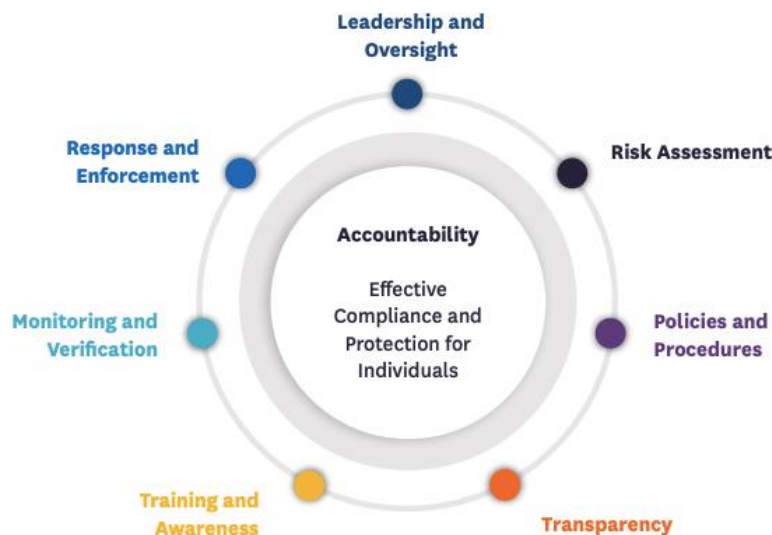 Leadership and
Oversight
Risk Assessment
Policies and
Procedures
Transparency
Training and
Awareness
Monitoring and
Verification
Response and
Enforcement
Accountability
Effective
Compliance and
Protection for
Individuals